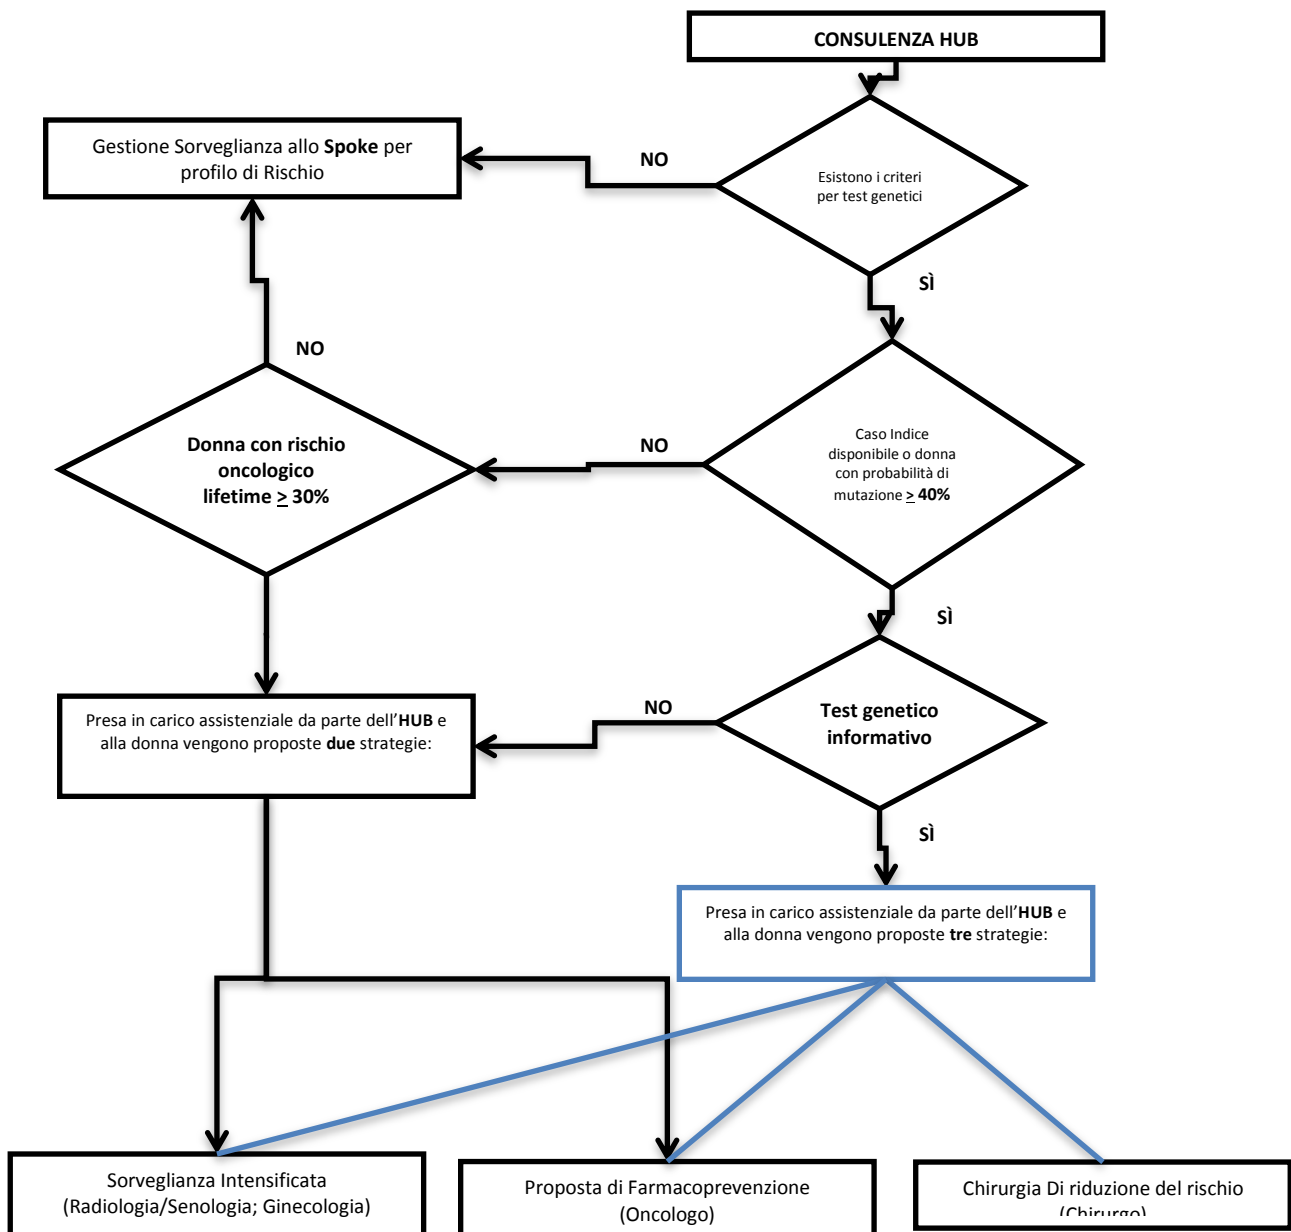 CONSULENZA HUB
Gestione Sorveglianza allo Spoke per
profilo di Rischio
NO
Esistono i criteri
per test genetici
SÌ
NO
Donna con rischio
oncologico
lifetime ≥ 30%
NO
Caso Indice
disponibile o donna
con probabilità di
mutazione ≥ 40%
SÌ
Presa in carico assistenziale da parte dell'HUB e
alla donna vengono proposte due strategie:
NO
Test genetico
informativo
SÌ
Presa in carico assistenziale da parte dell'HUB e
alla donna vengono proposte tre strategie:
Sorveglianza Intensificata
(Radiologia/Senologia; Ginecologia)
Proposta di Farmacoprevenzione
(Oncologo)
Chirurgia Di riduzione del rischio
(Chirurgo)